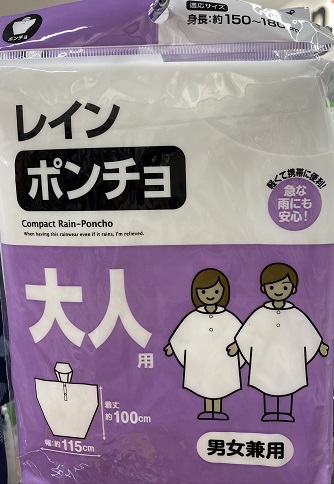 ポンチョ
適応サイズ
身長:約150〜180cm
レイン
ポンチョ
Compact Rain-Poncho
When having this rainwear even if it rains, I'm relieved.
軽くて携帯に便利!
急な
雨にも
安心!
大人用
着丈
約100cm
幅:約115cm
男女兼用